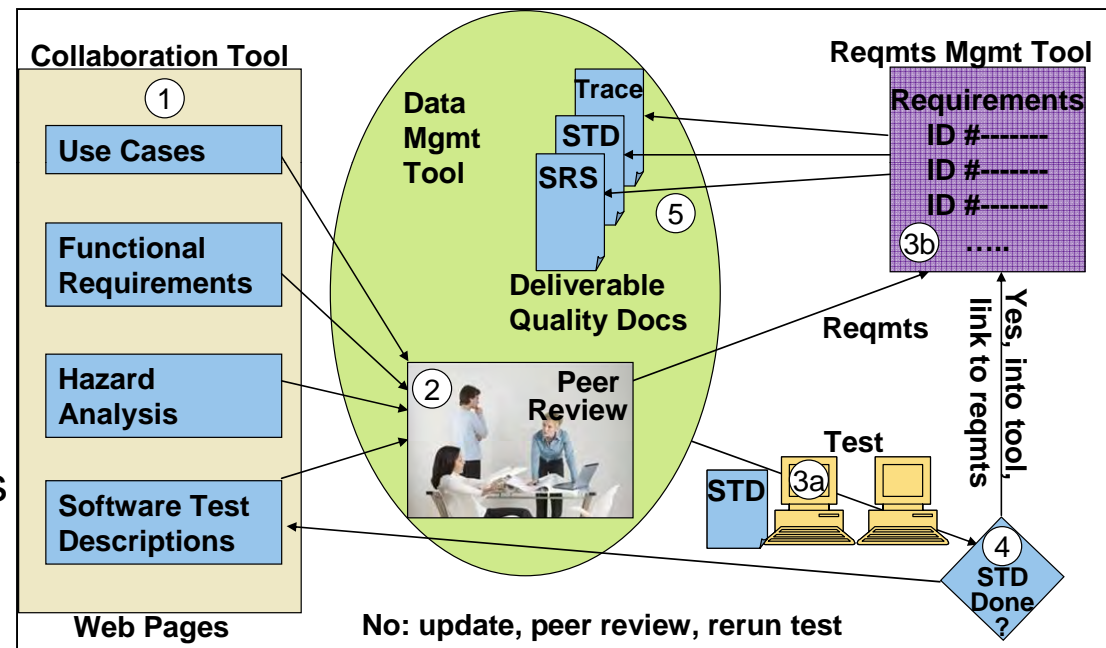 Collaboration Tool
1
Use Cases
Functional
Requirements
Hazard
Analysis
Software Test
Descriptions
Web Pages
S
Data
Mgmt
Tool
Trace
STD
SRS
5
Deliverable
Quality Docs
2
Peer
Review
Reqmts Mgmt Tool
Requirements
ID #-------
ID #-------
ID #-------
.....
3b
Reqmts
Yes, into tool,
link to reqmts
Test
STD
3a
4
STD
Done
?
No: update, peer review, rerun test